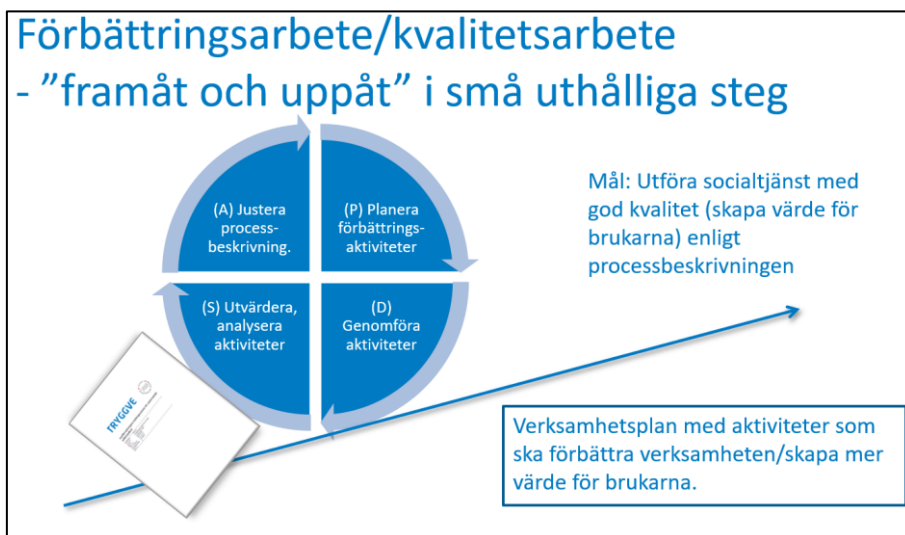 Förbättringsarbete/kvalitetsarbete
- ”framåt och uppåt” i små uthålliga steg
(A) Justera
process-
beskrivning.
(P) Planera
förbättrings-
aktiviteter
(S) Utvärdera,
analysera
aktiviteter
(D)
Genomföra
aktiviteter
Mål: Utföra socialtjänst med
god kvalitet (skapa värde för
brukarna) enligt
processbeskrivningen
TRYGGVE
Verksamhetsplan med aktiviteter som
ska förbättra verksamheten/skapa mer
värde för brukarna.